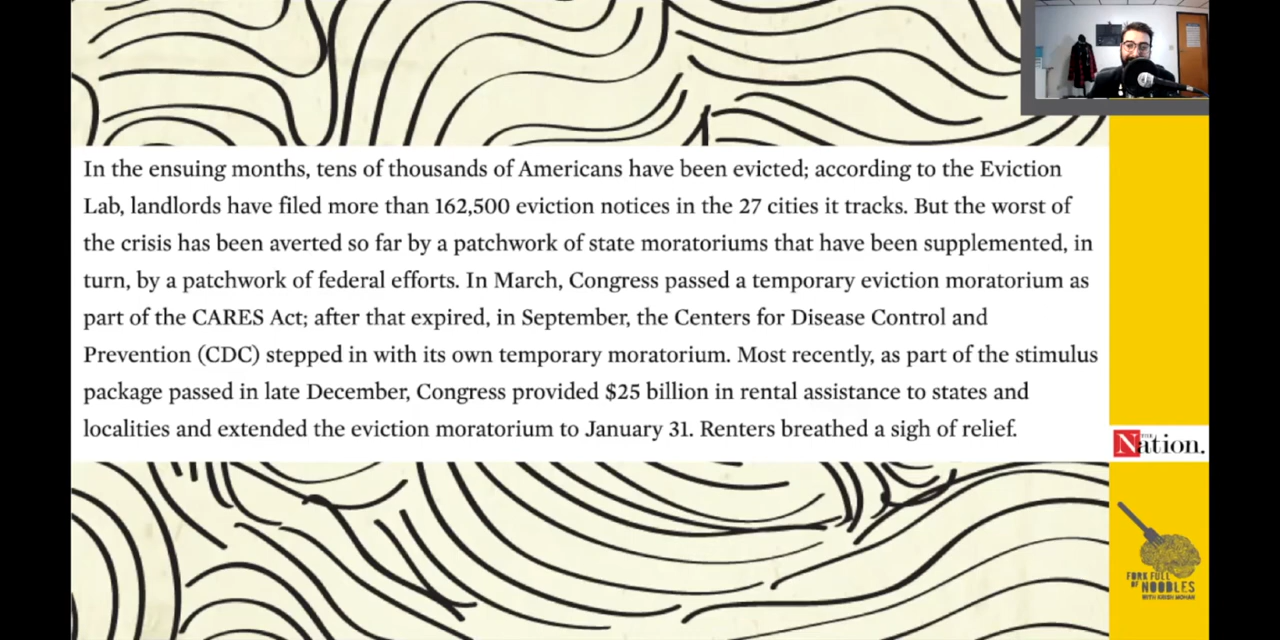 In the ensuing months, tens of thousands of Americans have been evicted; according to the Eviction
Lab, landlords have filed more than 162,500 eviction notices in the 27 cities it tracks. But the worst of
the crisis has been averted so far by a patchwork of state moratoriums that have been supplemented, in
turn, by a patchwork of federal efforts. In March, Congress passed a temporary eviction moratorium as
part of the CARES Act; after that expired, in September, the Centers for Disease Control and
Prevention (CDC) stepped in with its own temporary moratorium. Most recently, as part of the stimulus
package passed in late December, Congress provided $25 billion in rental assistance to states and
localities and extended the eviction moratorium to January 31. Renters breathed a sigh of relief.
THE
Nation.
FORK FULL
OF NOODLES
WITH KRISH MOHAN